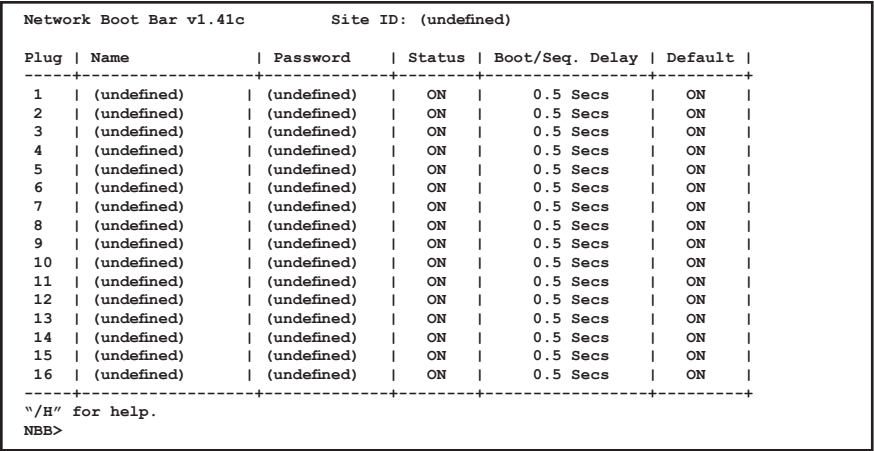 Network Boot Bar v1.41c          Site ID: (undefined)
Plug | Name               | Password    | Status | Boot/Seq. Delay | Default |
-----+--------------------+-------------+--------+-----------------+---------+
1    | (undefined)        | (undefined) |   ON   |     0.5 Secs    |   ON    |
2    | (undefined)        | (undefined) |   ON   |     0.5 Secs    |   ON    |
3    | (undefined)        | (undefined) |   ON   |     0.5 Secs    |   ON    |
4    | (undefined)        | (undefined) |   ON   |     0.5 Secs    |   ON    |
5    | (undefined)        | (undefined) |   ON   |     0.5 Secs    |   ON    |
6    | (undefined)        | (undefined) |   ON   |     0.5 Secs    |   ON    |
7    | (undefined)        | (undefined) |   ON   |     0.5 Secs    |   ON    |
8    | (undefined)        | (undefined) |   ON   |     0.5 Secs    |   ON    |
9    | (undefined)        | (undefined) |   ON   |     0.5 Secs    |   ON    |
10   | (undefined)        | (undefined) |   ON   |     0.5 Secs    |   ON    |
11   | (undefined)        | (undefined) |   ON   |     0.5 Secs    |   ON    |
12   | (undefined)        | (undefined) |   ON   |     0.5 Secs    |   ON    |
13   | (undefined)        | (undefined) |   ON   |     0.5 Secs    |   ON    |
14   | (undefined)        | (undefined) |   ON   |     0.5 Secs    |   ON    |
15   | (undefined)        | (undefined) |   ON   |     0.5 Secs    |   ON    |
16   | (undefined)        | (undefined) |   ON   |     0.5 Secs    |   ON    |
-----+--------------------+-------------+--------+-----------------+---------+
“/H” for help.
NBB>